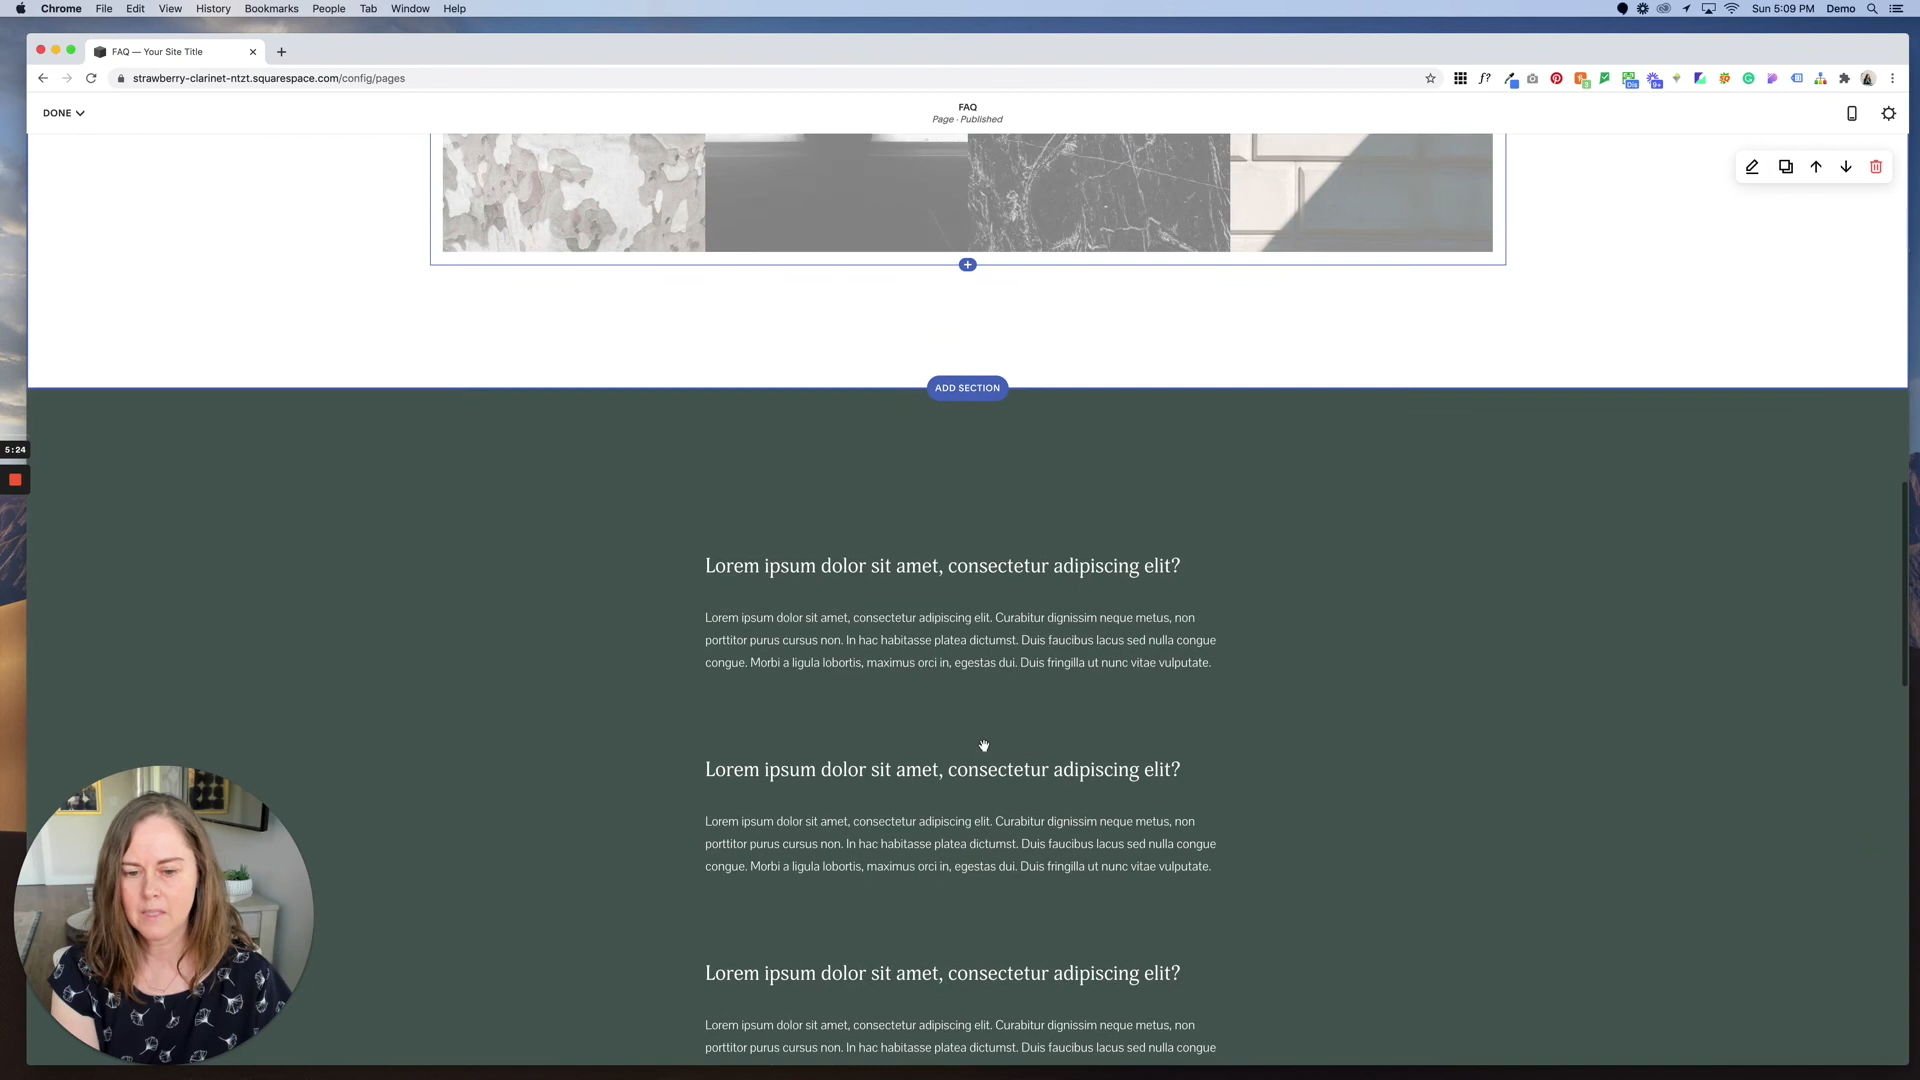 Chrome File Edit View History Bookmarks People Tab Window Help
Sun 5:09 PM Demo
FAQ — Your Site Title
strawberry-clarinet-ntzt.squarespace.com/config/pages
f?
3
Dis
9+
DONE
FAQ
Page · Published
ADD SECTION
5:24
Lorem ipsum dolor sit amet, consectetur adipiscing elit?
Lorem ipsum dolor sit amet, consectetur adipiscing elit. Curabitur dignissim neque metus, non
porttitor purus cursus non. In hac habitasse platea dictumst. Duis faucibus lacus sed nulla congue
congue. Morbi a ligula lobortis, maximus orci in, egestas dui. Duis fringilla ut nunc vitae vulputate.
Lorem ipsum dolor sit amet, consectetur adipiscing elit?
Lorem ipsum dolor sit amet, consectetur adipiscing elit. Curabitur dignissim neque metus, non
porttitor purus cursus non. In hac habitasse platea dictumst. Duis faucibus lacus sed nulla congue
congue. Morbi a ligula lobortis, maximus orci in, egestas dui. Duis fringilla ut nunc vitae vulputate.
Lorem ipsum dolor sit amet, consectetur adipiscing elit?
Lorem ipsum dolor sit amet, consectetur adipiscing elit. Curabitur dignissim neque metus, non
porttitor purus cursus non. In hac habitasse platea dictumst. Duis faucibus lacus sed nulla congue